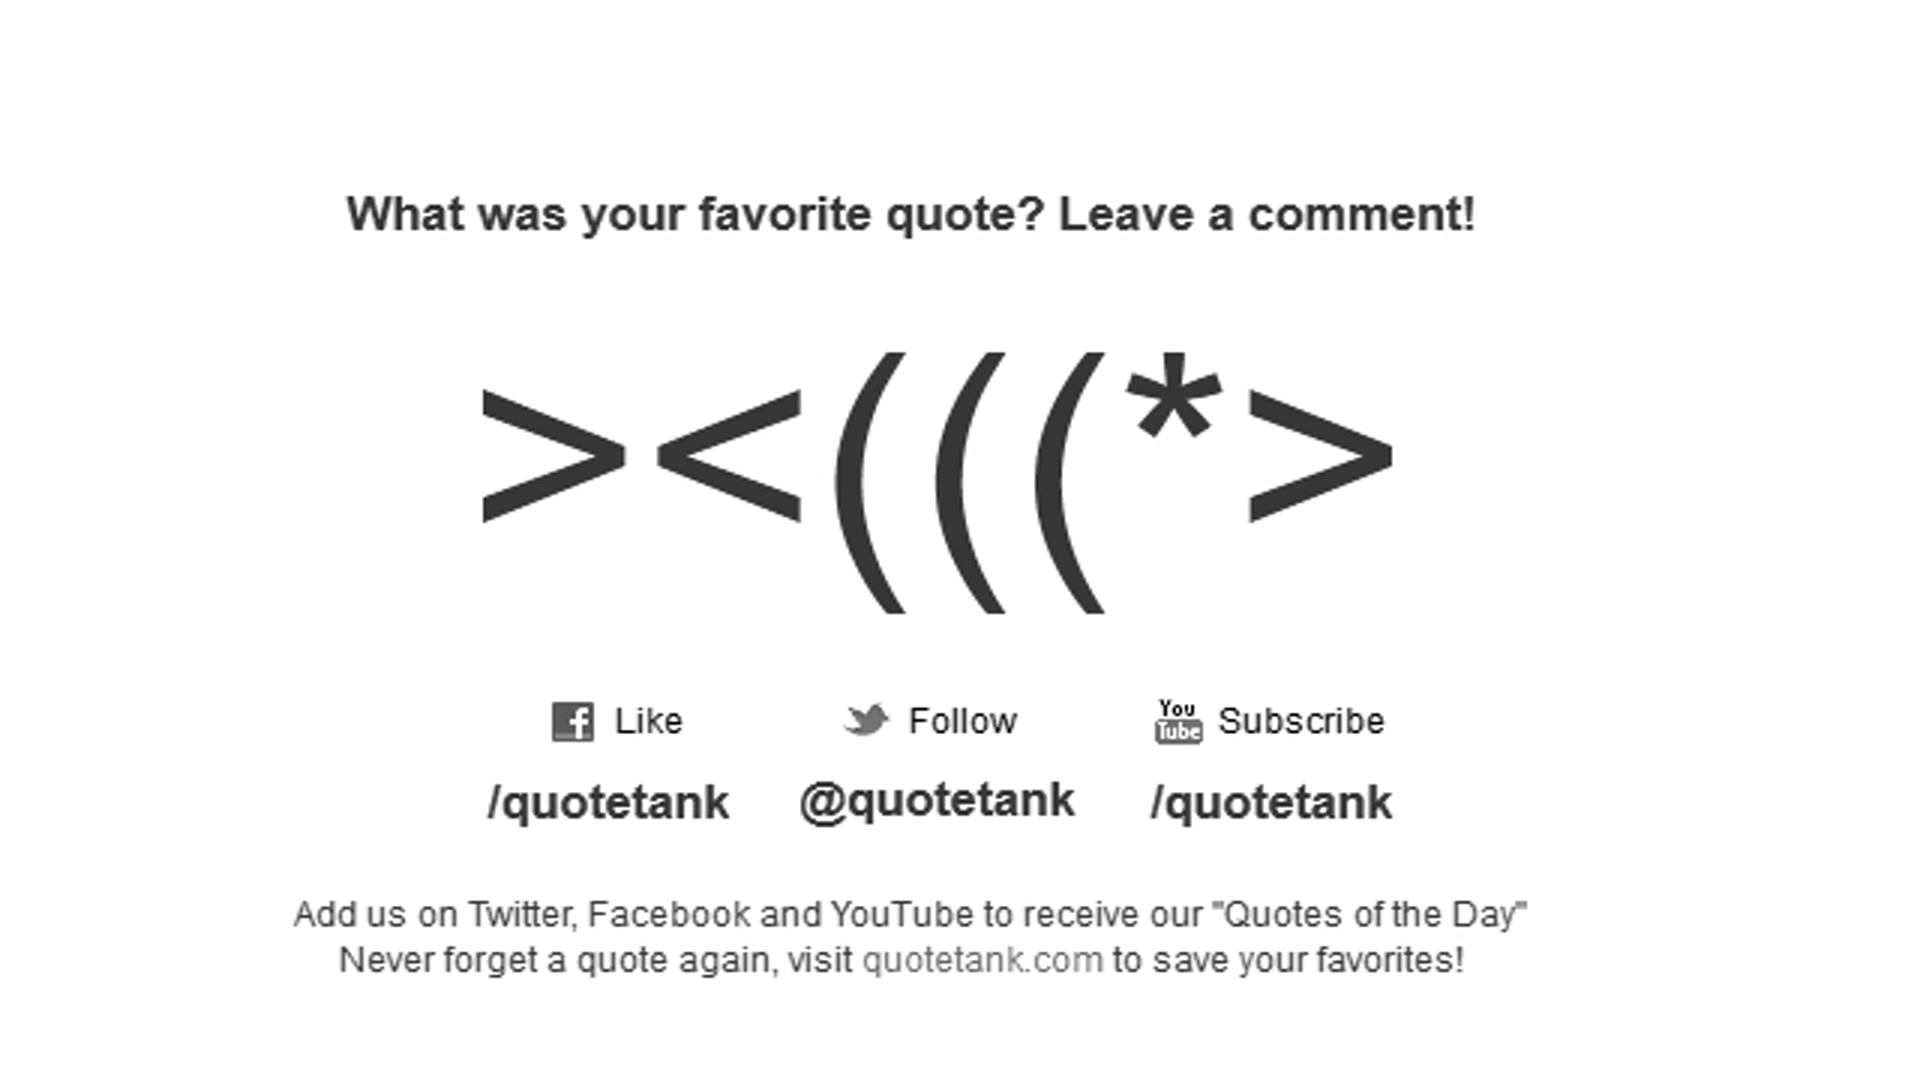 What was your favorite quote? Leave a comment!
><(((*>
f Like Follow You Tube Subscribe
/quotetank @quotetank /quotetank
Add us on Twitter, Facebook and YouTube to receive our "Quotes of the Day"
Never forget a quote again, visit quotetank.com to save your favorites!